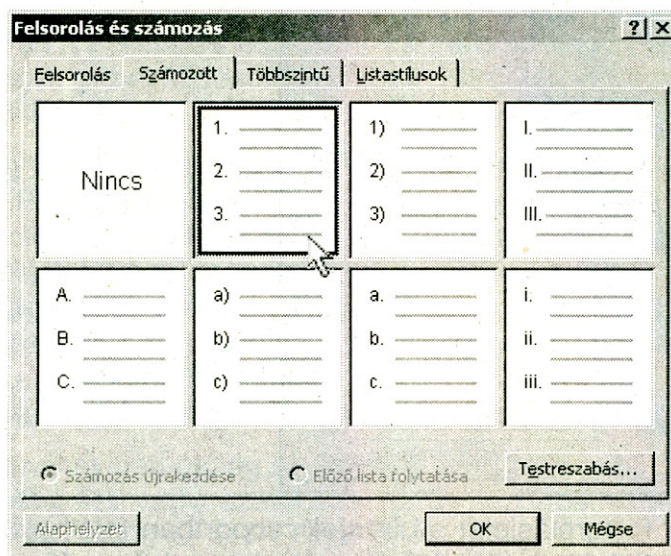 Felsorolás és számozás
Felsorolás Számozott Többszintű Listastílusok
Nincs
1.
2.
3.
1)
2)
3)
I.
II.
III.
A.
B.
C.
a)
b)
c)
a.
b.
c.
i.
ii.
iii.
Számozás újrakezdése Előző lista folytatása Testreszabás...
Alaphelyzet OK Mégse